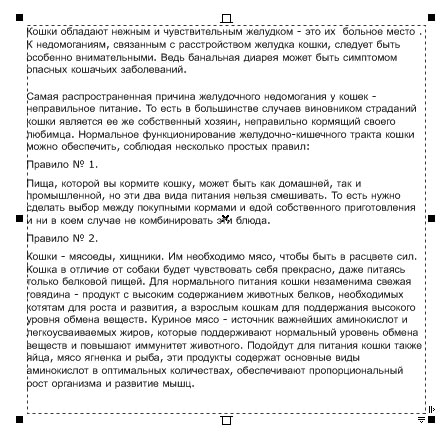 Кошки обладают нежным и чувствительным желудком - это их больное место .
К недомоганиям, связанным с расстройством желудка кошки, следует быть
особенно внимательными. Ведь банальная диарея может быть симптомом
опасных кошачьих заболеваний.
Самая распространенная причина желудочного недомогания у кошек -
неправильное питание. То есть в большинстве случаев виновником страданий
кошки является ее же собственный хозяин, неправильно кормящий своего
любимца. Нормальное функционирование желудочно-кишечного тракта кошки
можно обеспечить, соблюдая несколько простых правил:
Правило № 1.
Пища, которой вы кормите кошку, может быть как домашней, так и
промышленной, но эти два вида питания нельзя смешивать. То есть нужно
сделать выбор между покупными кормами и едой собственного приготовления
и ни в коем случае не комбинировать эти блюда.
Правило № 2.
Кошки - мясоеды, хищники. Им необходимо мясо, чтобы быть в расцвете сил.
Кошка в отличие от собаки будет чувствовать себя прекрасно, даже питаясь
только белковой пищей. Для нормального питания кошки незаменима свежая
говядина - продукт с высоким содержанием животных белков, необходимых
котятам для роста и развития, а взрослым кошкам для поддержания высокого
уровня обмена веществ. Куриное мясо - источник важнейших аминокислот и
легкоусваиваемых жиров, которые поддерживают нормальный уровень обмена
веществ и повышают иммунитет животного. Подойдут для питания кошки также
яйца, мясо ягненка и рыба, эти продукты содержат основные виды
аминокислот в оптимальных количествах, обеспечивают пропорциональный
рост организма и развитие мышц.